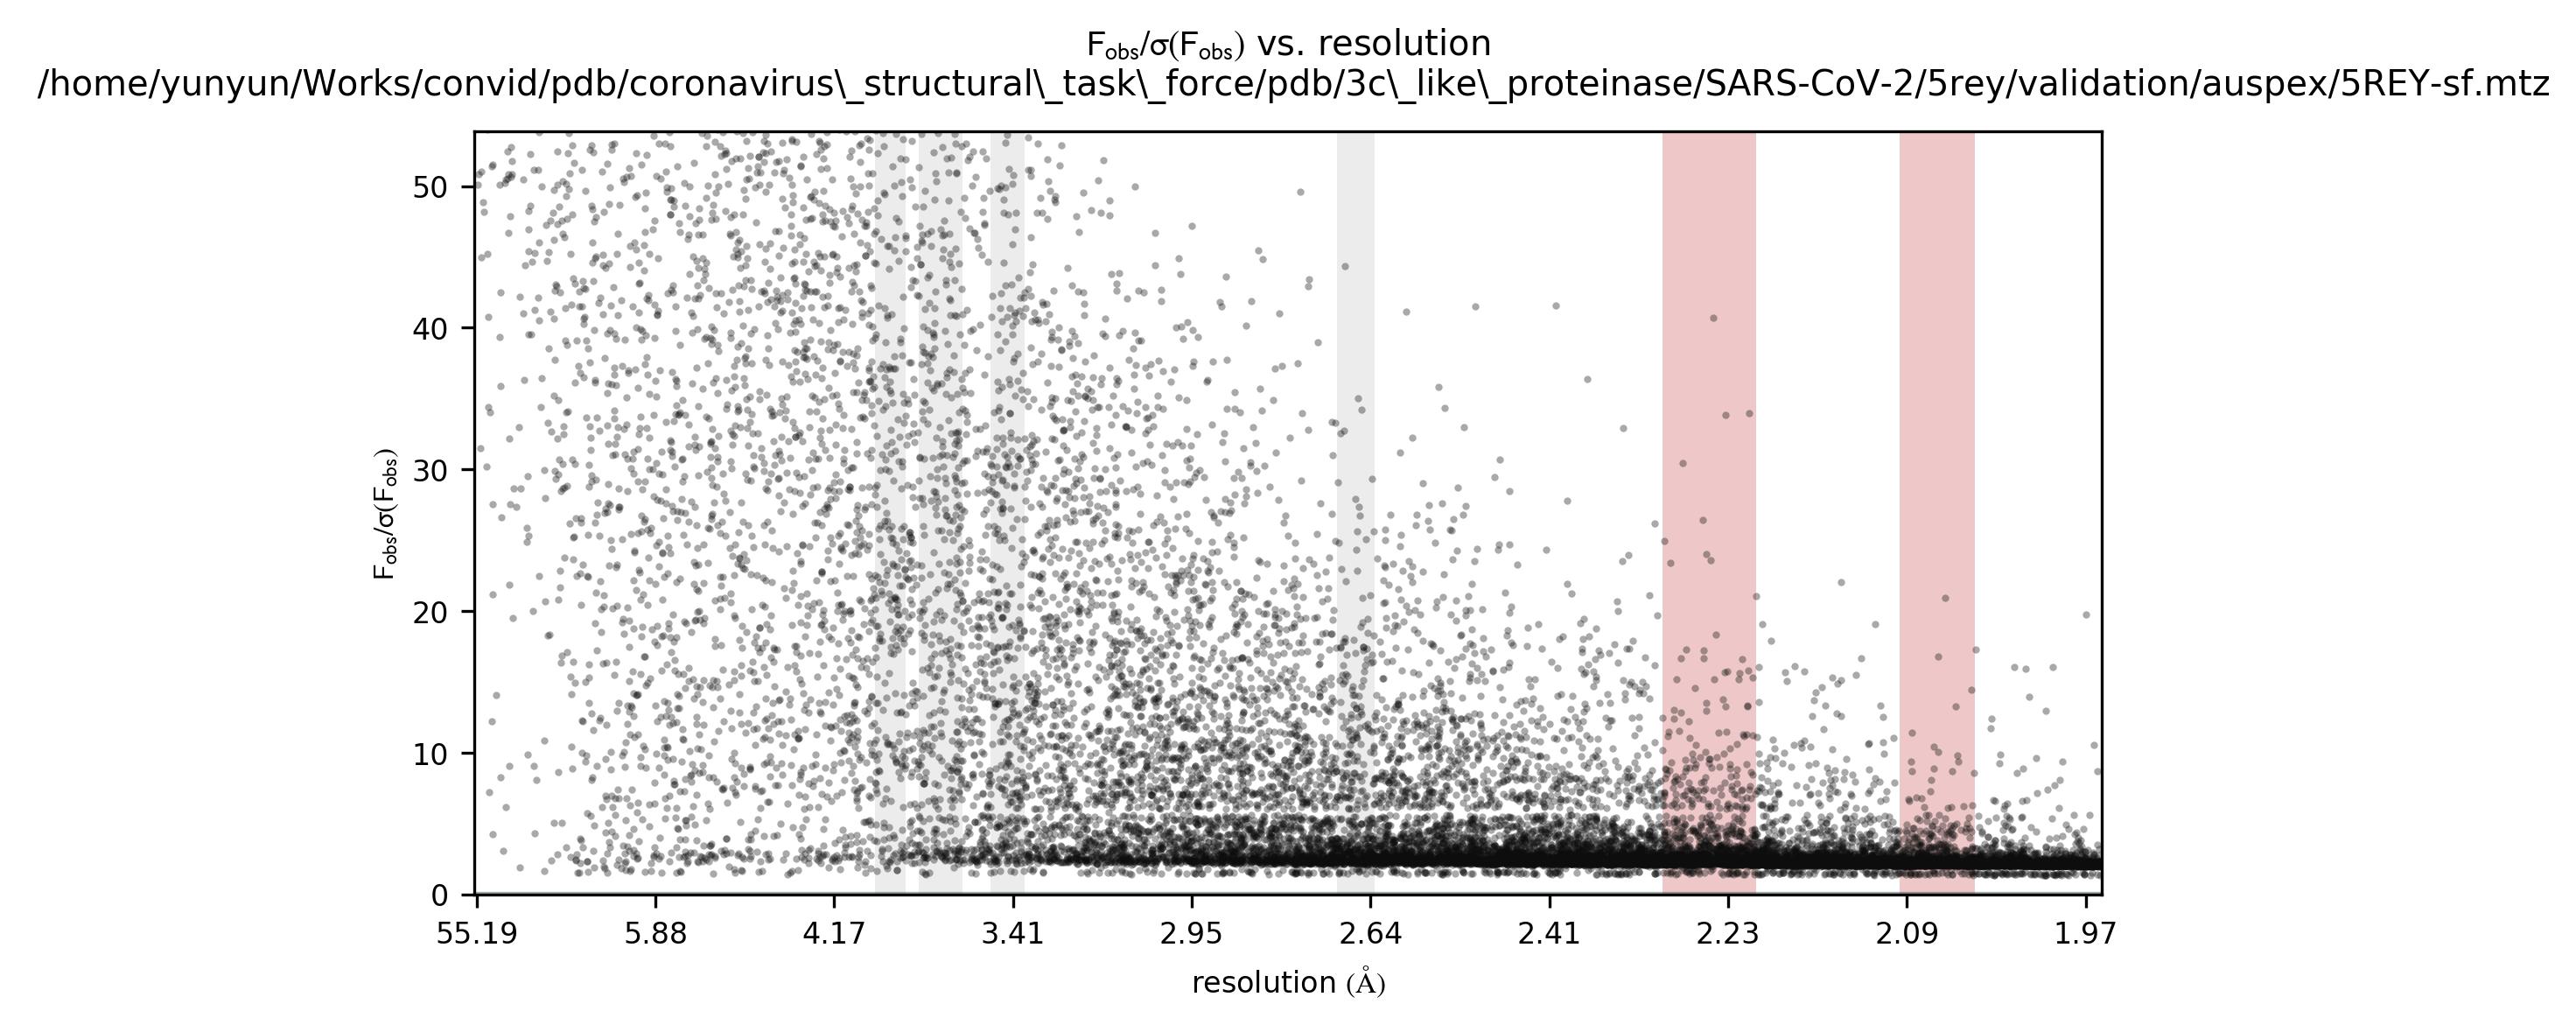 Fobs/σ(Fobs) vs. resolution
/home/yunyun/Works/convid/pdb/coronavirus\_structural\_task\_force/pdb/3c\_like\_proteinase/SARS-CoV-2/5rey/validation/auspex/5REY-sf.mtz
Fobs/σ(Fobs)
50
40
30
20
10
0
55.19 5.88 4.17 3.41 2.95 2.64 2.41 2.23 2.09 1.97
resolution (Å)